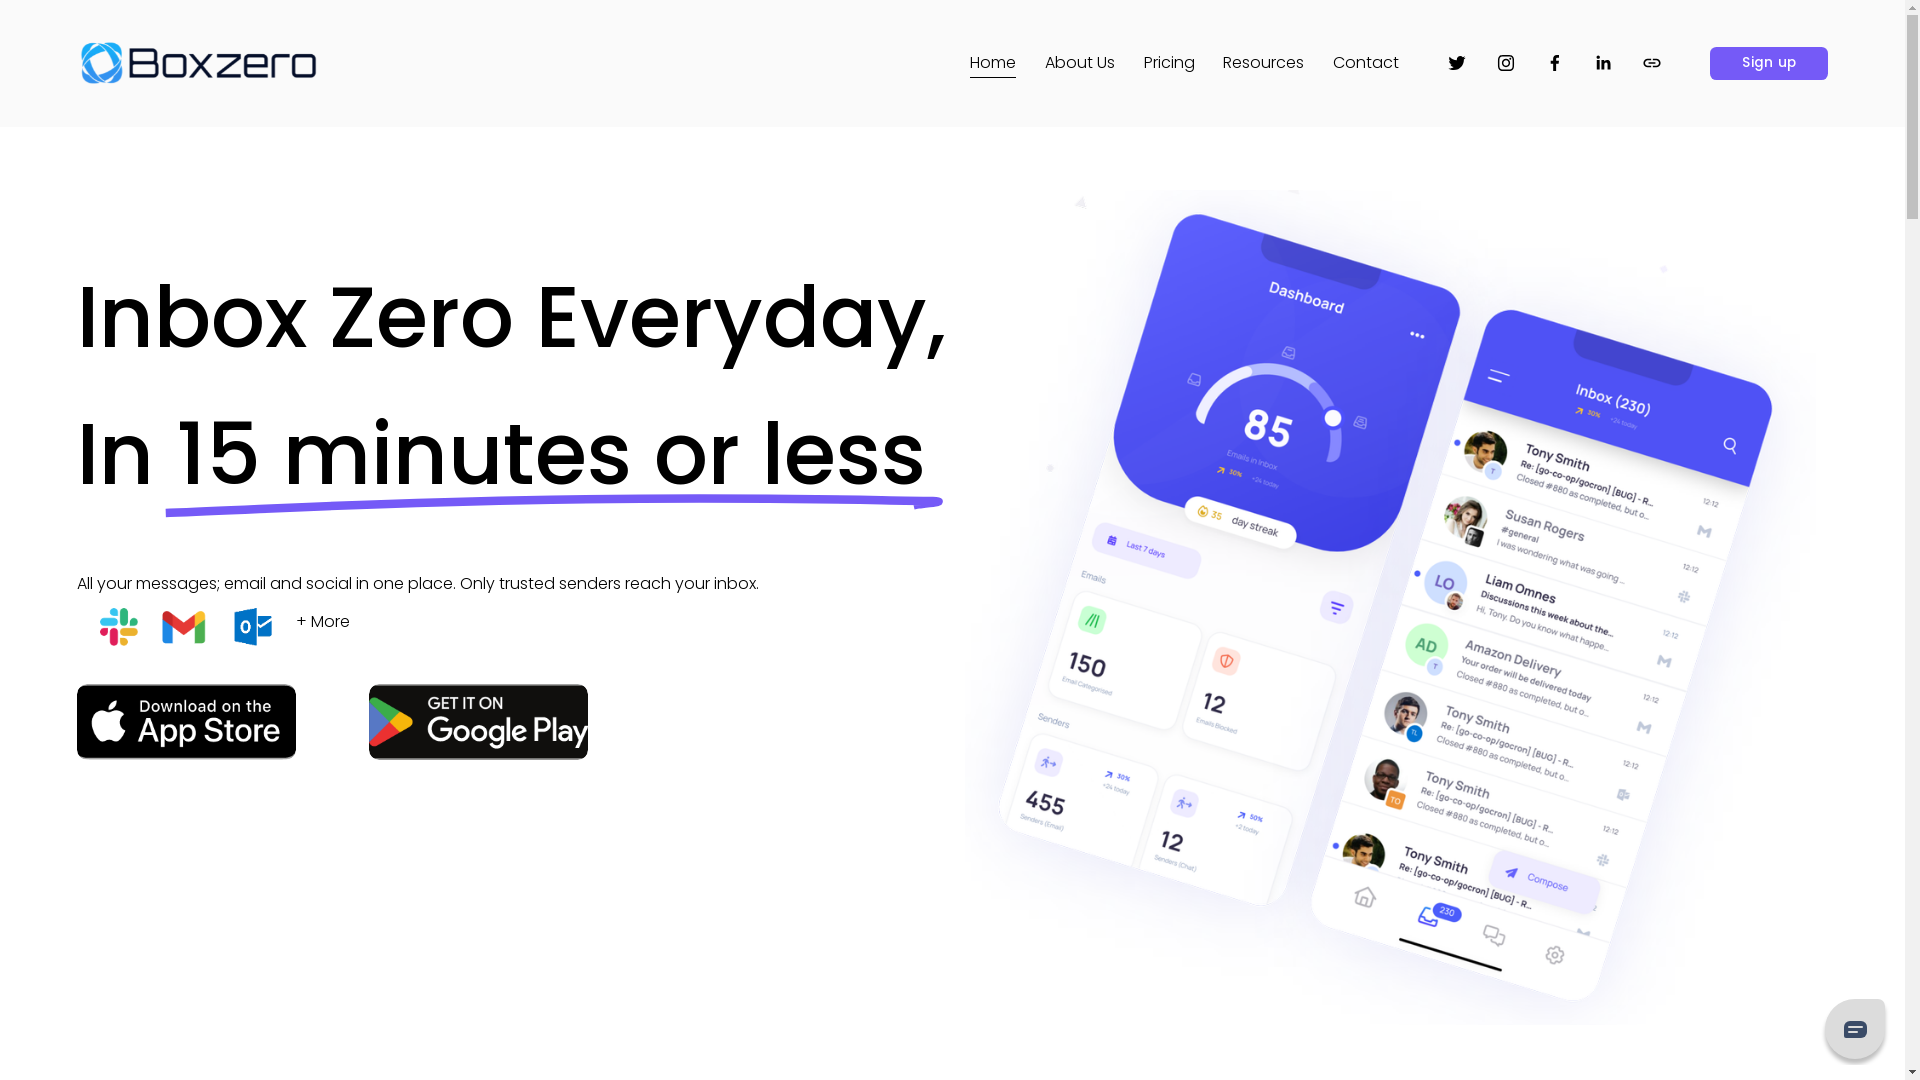 Boxzero
Home
About Us
Pricing
Resources
Contact
Sign up
Inbox Zero Everyday,
In 15 minutes or less
All your messages; email and social in one place. Only trusted senders reach your inbox.
+ More
Download on the
App Store
GET IT ON
Google Play
Dashboard
85
Emails in Inbox
30%
+24 today
35 day streak
Last 7 days
Emails
150
Email Categorised
12
Emails Blocked
Senders
30%
+24 today
455
Senders (Email)
50%
+2 today
12
Senders (Chat)
Inbox (230)
30%
+24 today
Tony Smith
Re: [go-co-op/gocron] [BUG] - R...
Closed #880 as completed, but o...
12:12
T
Susan Rogers
#general
I was wondering what was going ...
12:12
LO
Liam Omnes
Discussions this week about the...
Hi, Tony. Do you know what happe...
12:12
AD
T
Amazon Delivery
Your order will be delivered today
Closed #880 as completed, but o...
12:12
TL
Tony Smith
Re: [go-co-op/gocron] [BUG] - R...
Closed #880 as completed, but o...
12:12
TO
Tony Smith
Re: [go-co-op/gocron] [BUG] - R...
Closed #880 as completed, but o...
12:12
Tony Smith
Re: [go-co-op/gocron] [BUG] - R...
Compose
230